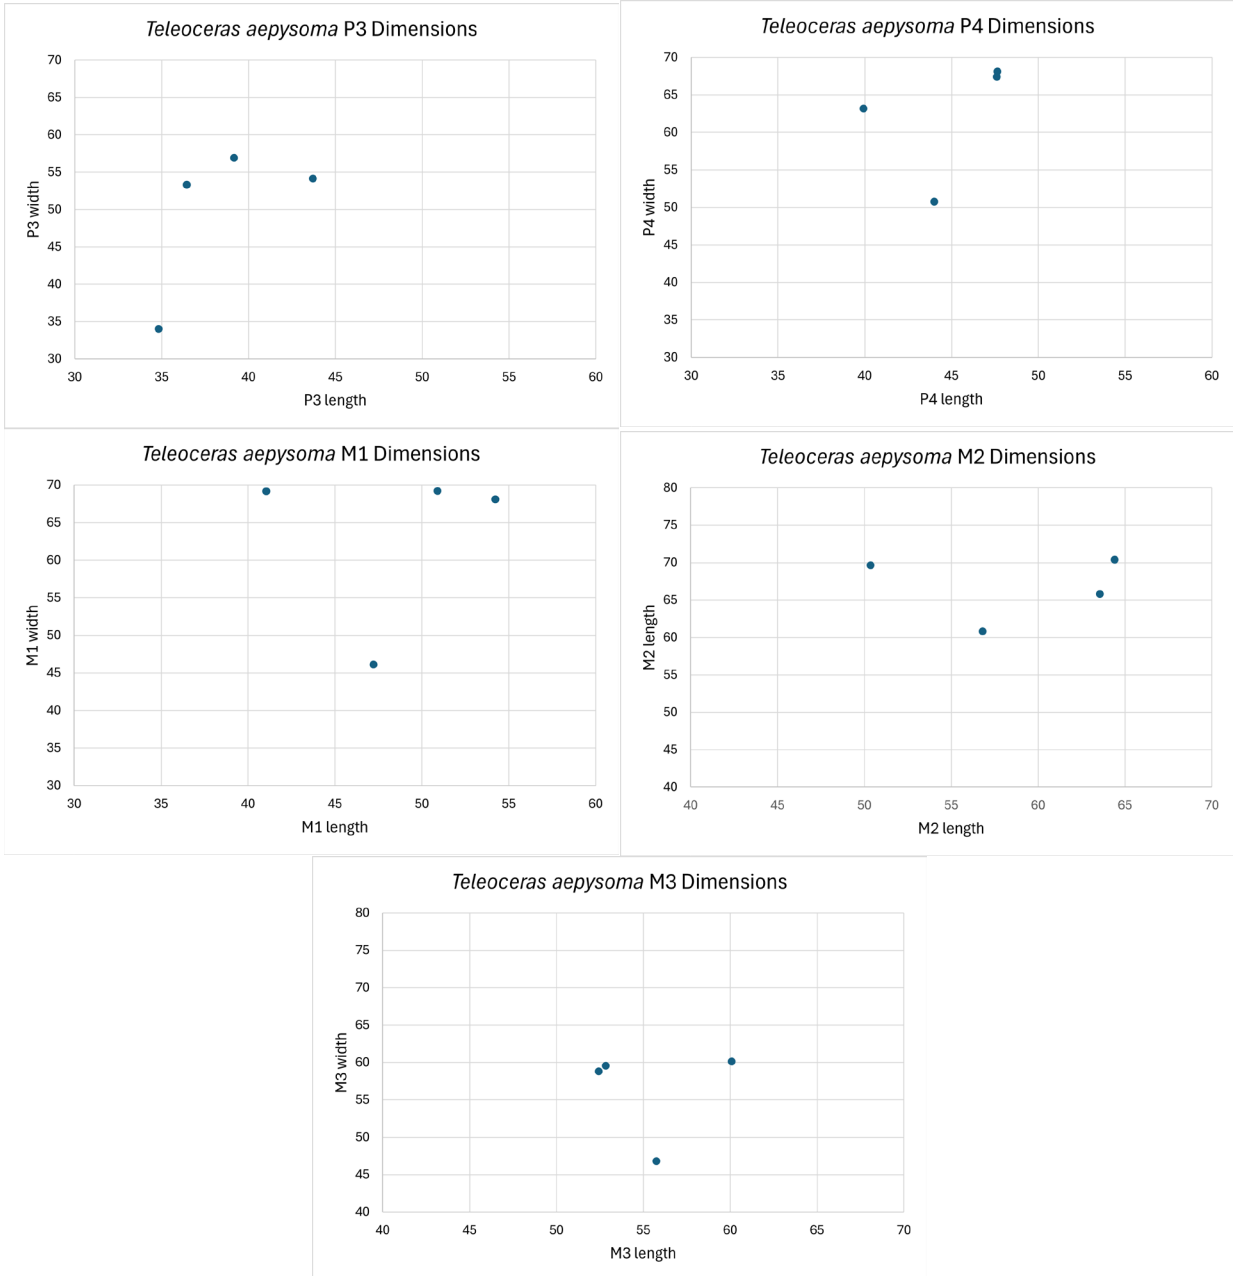 Teleoceras aepysoma P3 Dimensions
70
65
60
55
50
45
40
35
30
P3 width
30 35 40 45 50 55 60
P3 length
Teleoceras aepysoma P4 Dimensions
70
65
60
55
50
45
40
35
30
P4 width
30 35 40 45 50 55 60
P4 length
Teleoceras aepysoma M1 Dimensions
70
65
60
55
50
45
40
35
30
M1 width
30 35 40 45 50 55 60
M1 length
Teleoceras aepysoma M2 Dimensions
80
75
70
65
60
55
50
45
40
M2 length
40 45 50 55 60 65 70
M2 length
Teleoceras aepysoma M3 Dimensions
80
75
70
65
60
55
50
45
40
M3 width
40 45 50 55 60 65 70
M3 length